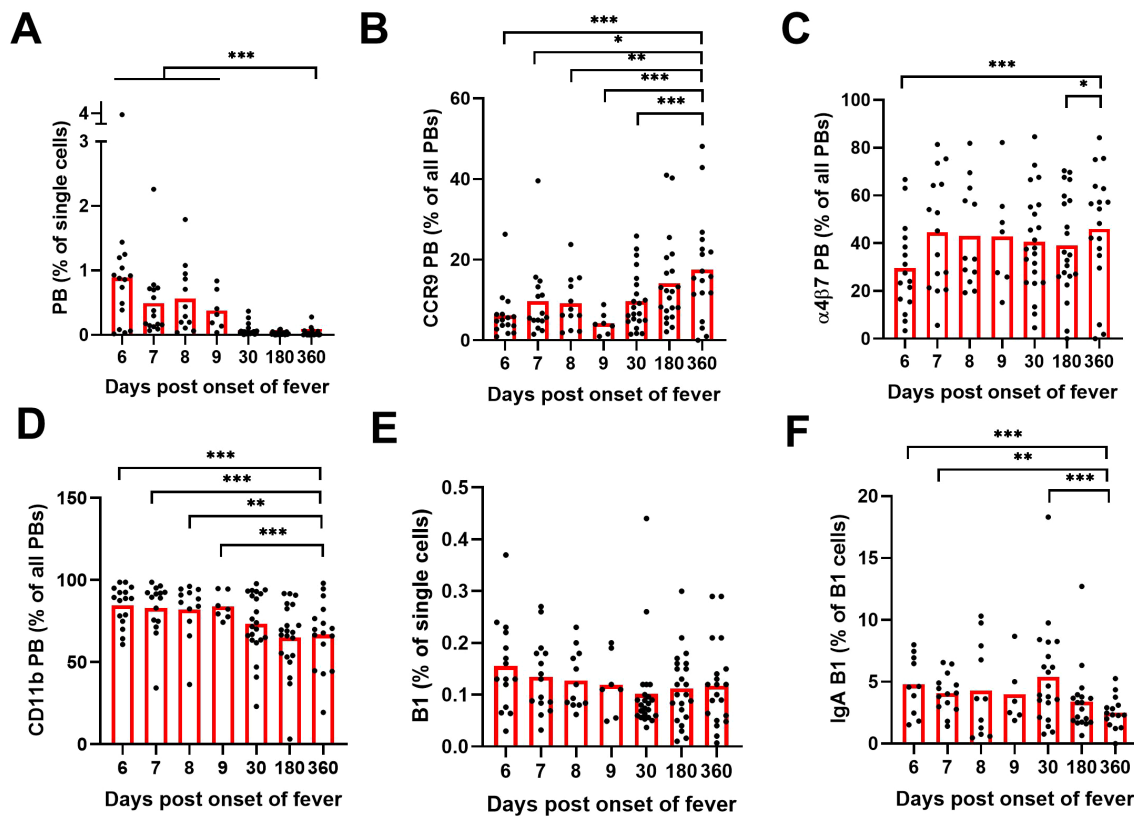 A
***
PB (% of single cells)
4
3
2
1
0
6 7 8 9 30 180 360
Days post onset of fever
B
***
*
**
***
***
CCR9 PB (% of all PBs)
60
40
20
0
6 7 8 9 30 180 360
Days post onset of fever
C
***
*
α4β7 PB (% of all PBs)
100
80
60
40
20
0
6 7 8 9 30 180 360
Days post onset of fever
D
***
***
**
***
CD11b PB (% of all PBs)
150
100
50
0
6 7 8 9 30 180 360
Days post onset of fever
E
B1 (% of single cells)
0.5
0.4
0.3
0.2
0.1
0.0
6 7 8 9 30 180 360
Days post onset of fever
F
***
**
***
IgA B1 (% of B1 cells)
20
15
10
5
0
6 7 8 9 30 180 360
Days post onset of fever